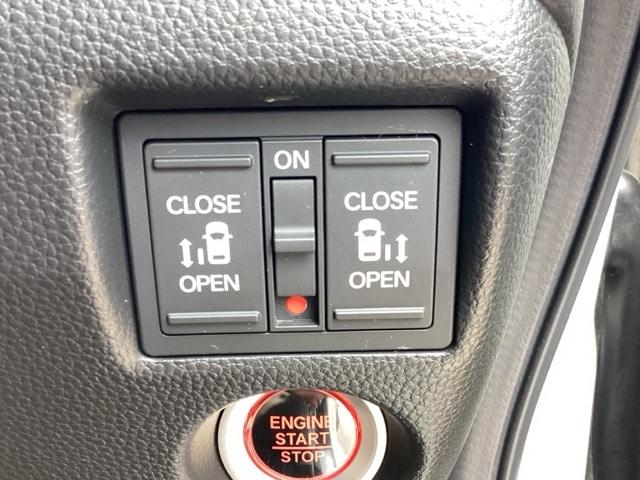 ON
CLOSE
OPEN
CLOSE
OPEN
ENGINE
START
STOP